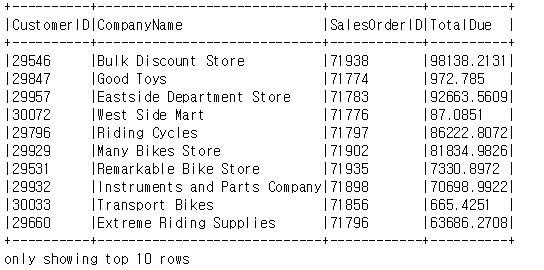 +----------+-----------------------------+------------+----------+
|CustomerID|CompanyName                  |SalesOrderID|TotalDue  |
+----------+-----------------------------+------------+----------+
|29546     |Bulk Discount Store          |71938       |98138.2131|
|29847     |Good Toys                    |71774       |972.785   |
|29957     |Eastside Department Store    |71783       |92663.5609|
|30072     |West Side Mart               |71776       |87.0851   |
|29796     |Riding Cycles                |71797       |86222.8072|
|29929     |Many Bikes Store             |71902       |81834.9826|
|29531     |Remarkable Bike Store        |71935       |7330.8972 |
|29932     |Instruments and Parts Company|71898       |70698.9922|
|30033     |Transport Bikes              |71856       |665.4251  |
|29660     |Extreme Riding Supplies      |71796       |63686.2708|
+----------+-----------------------------+------------+----------+
only showing top 10 rows